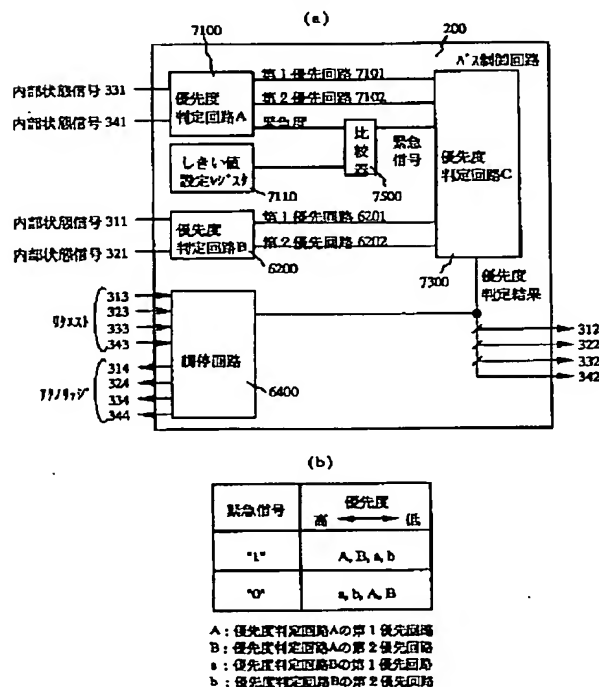 (a)
7100
200
バス制御回路
内部状態信号 331
内部状態信号 341
優先度
判定回路A
第1優先回路 7101
第2優先回路 7102
緊急度
比較器
緊急
信号
優先度
判定回路C
しきい値
設定レジスタ
7110
7500
内部状態信号 311
内部状態信号 321
優先度
判定回路B
第1優先回路 6201
第2優先回路 6202
6200
7300
優先度
判定結果
リクエスト
313
323
333
343
調停回路
312
322
332
342
アクノリッジ
314
324
334
344
6400
(b)
緊急信号
優先度
高 低
"1"
A, B, a, b
"0"
a, b, A, B
A：優先度判定回路Aの第1優先回路
B：優先度判定回路Aの第2優先回路
a：優先度判定回路Bの第1優先回路
b：優先度判定回路Bの第2優先回路